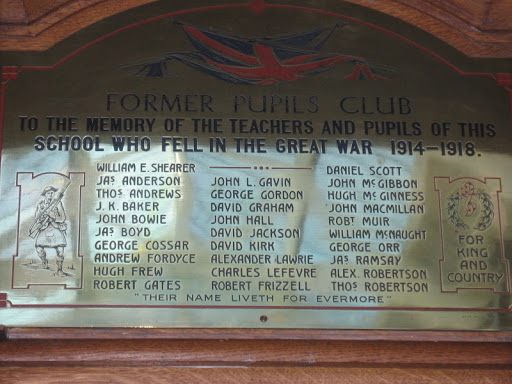 FORMER PUPILS CLUB
TO THE MEMORY OF THE TEACHERS AND PUPILS OF THIS
SCHOOL WHO FELL IN THE GREAT WAR 1914-1918.
WILLIAM E. SHEARER
JAS ANDERSON
THOS ANDREWS
J. K. BAKER
JOHN BOWIE
JAS BOYD
GEORGE COSSAR
ANDREW FORDYCE
HUGH FREW
ROBERT GATES
JOHN L. GAVIN
GEORGE GORDON
DAVID GRAHAM
JOHN HALL
DAVID JACKSON
DAVID KIRK
ALEXANDER LAWRIE
CHARLES LEFEVRE
ROBERT FRIZZELL
DANIEL SCOTT
JOHN McGIBBON
HUGH McGINNESS
JOHN MACMILLAN
ROBT MUIR
WILLIAM McNAUGHT
GEORGE ORR
JAS RAMSAY
ALEX. ROBERTSON
THOS ROBERTSON
FOR
KING
AND
COUNTRY
"THEIR NAME LIVETH FOR EVERMORE"